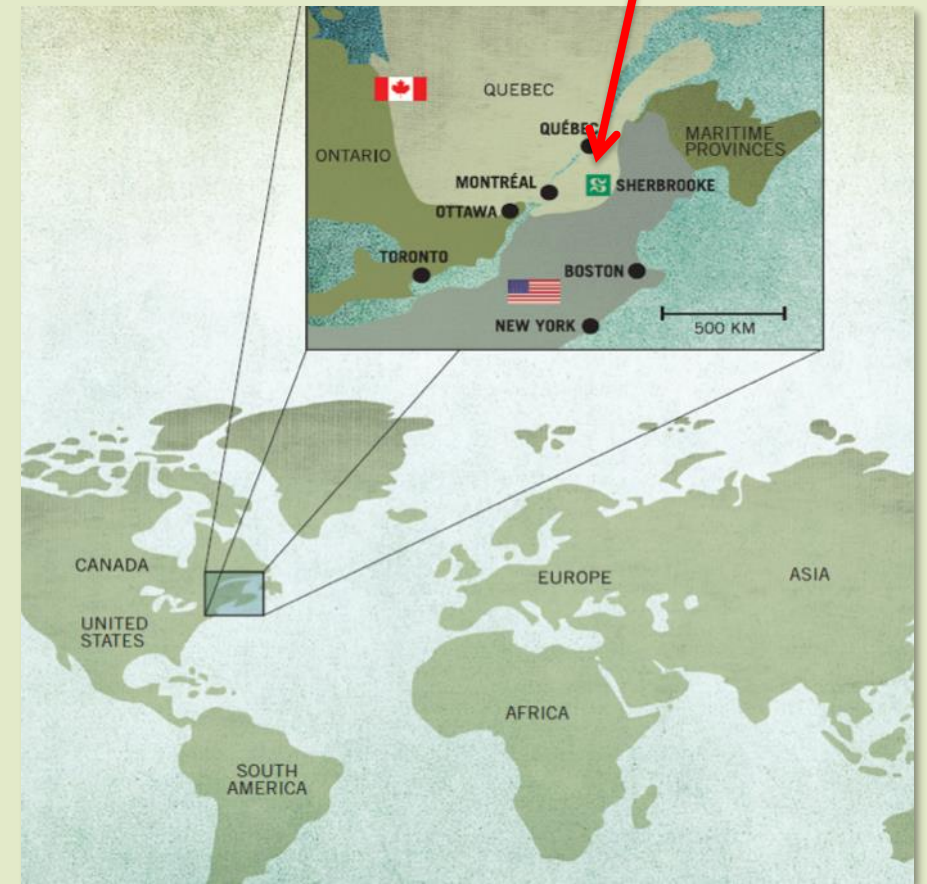 QUEBEC
QUÉBEC
MARITIME
PROVINCES
ONTARIO
MONTRÉAL
SHERBROOKE
OTTAWA
TORONTO
BOSTON
NEW YORK
500 KM
CANADA
EUROPE
ASIA
UNITED
STATES
AFRICA
SOUTH
AMERICA